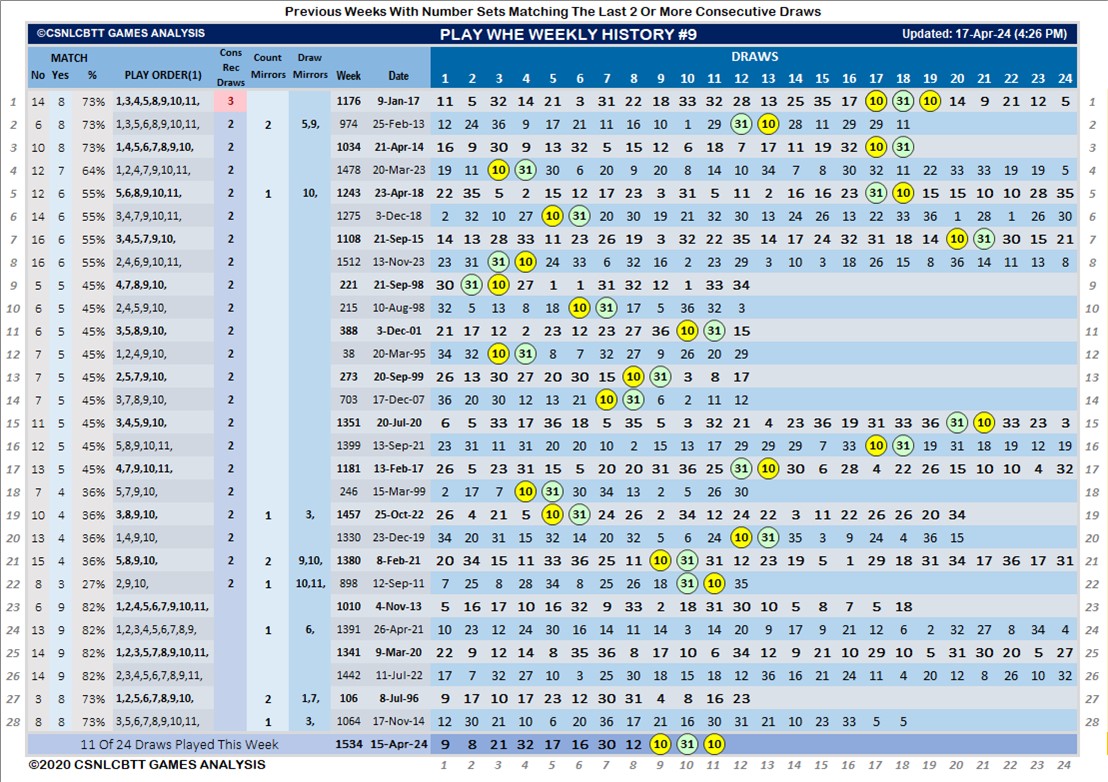 Previous Weeks With Number Sets Matching The Last 2 Or More Consecutive Draws
©CSNLCBTT GAMES ANALYSIS PLAY WHE WEEKLY HISTORY #9 Updated: 17-Apr-24 (4:26 PM)
MATCH Cons Rec Draws Count Mirrors Draw Mirrors DRAWS
No Yes % PLAY ORDER(1) Week Date 1 2 3 4 5 6 7 8 9 10 11 12 13 14 15 16 17 18 19 20 21 22 23 24
1 14 8 73% 1,3,4,5,8,9,10,11, 3 1176 9-Jan-17 11 5 32 14 21 3 31 22 18 33 32 28 13 25 35 17 10 31 10 14 9 21 12 5 1
2 6 8 73% 1,3,5,6,8,9,10,11, 2 2 5,9, 974 25-Feb-13 12 24 36 9 17 21 11 16 10 1 29 31 10 28 11 29 29 11 2
3 10 8 73% 1,4,5,6,7,8,9,10, 2 1034 21-Apr-14 16 9 30 9 13 32 5 15 12 6 18 7 17 11 19 32 10 31 3
4 12 7 64% 1,2,4,7,9,10,11, 2 1478 20-Mar-23 19 11 10 31 30 6 20 9 20 8 14 10 34 7 8 30 32 11 22 33 33 19 19 5 4
5 12 6 55% 5,6,8,9,10,11, 2 1 10, 1243 23-Apr-18 22 35 5 2 15 12 17 23 3 31 5 11 2 16 16 23 31 10 15 15 10 10 28 35 5
6 14 6 55% 3,4,7,9,10,11, 2 1275 3-Dec-18 2 32 10 27 10 31 20 30 19 21 32 30 13 24 26 13 22 33 36 1 28 1 26 30 6
7 16 6 55% 3,4,5,7,9,10, 2 1108 21-Sep-15 14 13 28 33 11 23 26 19 3 32 22 35 14 17 24 32 31 18 14 10 31 30 15 21 7
8 16 6 55% 2,4,6,9,10,11, 2 1512 13-Nov-23 23 31 31 10 24 33 6 32 16 2 23 29 3 10 3 18 26 15 8 36 14 11 13 8 8
9 5 5 45% 4,7,8,9,10, 2 221 21-Sep-98 30 31 10 27 1 1 31 32 12 1 33 34 9
10 6 5 45% 2,4,5,9,10, 2 215 10-Aug-98 32 5 13 8 18 10 31 17 5 36 32 3 10
11 6 5 45% 3,5,8,9,10, 2 388 3-Dec-01 21 17 12 2 23 12 23 27 36 10 31 15 11
12 7 5 45% 1,2,4,9,10, 2 38 20-Mar-95 34 32 10 31 8 7 32 27 9 26 20 29 12
13 7 5 45% 2,5,7,9,10, 2 273 20-Sep-99 26 13 30 27 20 30 15 10 31 3 8 17 13
14 7 5 45% 3,7,8,9,10, 2 703 17-Dec-07 36 20 30 12 13 21 10 31 6 2 11 12 14
15 11 5 45% 3,4,5,9,10, 2 1351 20-Jul-20 6 5 33 17 36 18 5 35 5 3 32 21 4 23 36 19 31 33 36 31 10 33 23 3 15
16 12 5 45% 5,8,9,10,11, 2 1399 13-Sep-21 23 31 11 31 20 20 10 2 15 16 13 17 29 29 7 33 10 31 19 31 18 19 12 19 16
17 13 5 45% 4,7,9,10,11, 2 1181 13-Feb-17 26 5 23 31 15 5 20 20 31 36 25 31 10 30 6 28 4 22 26 15 10 10 4 32 17
18 7 4 36% 5,7,9,10, 2 246 15-Mar-99 2 17 7 10 31 30 34 13 2 5 26 30 18
19 10 4 36% 3,8,9,10, 2 1 3, 1457 25-Oct-22 26 4 21 5 10 31 24 26 2 34 12 24 22 3 11 22 26 26 20 34 19
20 13 4 36% 1,4,9,10, 2 1330 23-Dec-19 34 20 31 15 32 14 20 32 5 6 24 10 31 35 3 9 24 4 36 15 20
21 15 4 36% 5,8,9,10, 2 2 9,10, 1380 8-Feb-21 20 34 15 11 33 36 25 11 10 31 31 12 34 20 5 16 1 29 18 31 34 17 36 17 31 21
22 8 3 27% 2,9,10, 2 1 10,11, 898 12-Sep-11 7 25 8 28 34 8 25 26 18 31 10 35 22
23 6 9 82% 1,2,4,5,6,7,9,10,11, 1010 4-Nov-13 5 16 17 10 16 32 9 33 2 18 31 30 10 5 8 7 5 18 23
24 13 9 82% 1,2,3,4,5,6,7,8,9, 1 6, 1391 26-Apr-21 10 23 12 24 30 16 14 11 14 3 14 20 9 17 9 21 12 6 2 32 27 8 34 4 24
25 14 9 82% 1,2,3,5,7,8,9,10,11, 1341 9-Mar-20 22 9 12 14 8 35 36 8 17 10 6 34 12 9 21 10 29 10 5 31 30 20 5 27 25
26 14 9 82% 2,3,4,5,6,7,8,9,11, 1442 11-Jul-22 17 7 32 27 10 3 25 30 18 15 18 12 36 16 21 24 11 4 20 12 8 26 10 32 26
27 3 8 73% 1,2,5,6,7,8,9,10, 2 1,7, 106 8-Jul-96 9 17 10 17 23 12 30 31 4 8 16 23 27
28 8 8 73% 3,5,6,7,8,9,10,11, 1 3, 1064 17-Nov-14 12 30 21 10 6 20 36 17 21 16 30 31 21 10 23 33 5 5 28
11 Of 24 Draws Played This Week 1534 15-Apr-24 9 8 21 32 17 16 30 12 10 31 10
©2020 CSNLCBTT GAMES ANALYSIS 1 2 3 4 5 6 7 8 9 10 11 12 13 14 15 16 17 18 19 20 21 22 23 24